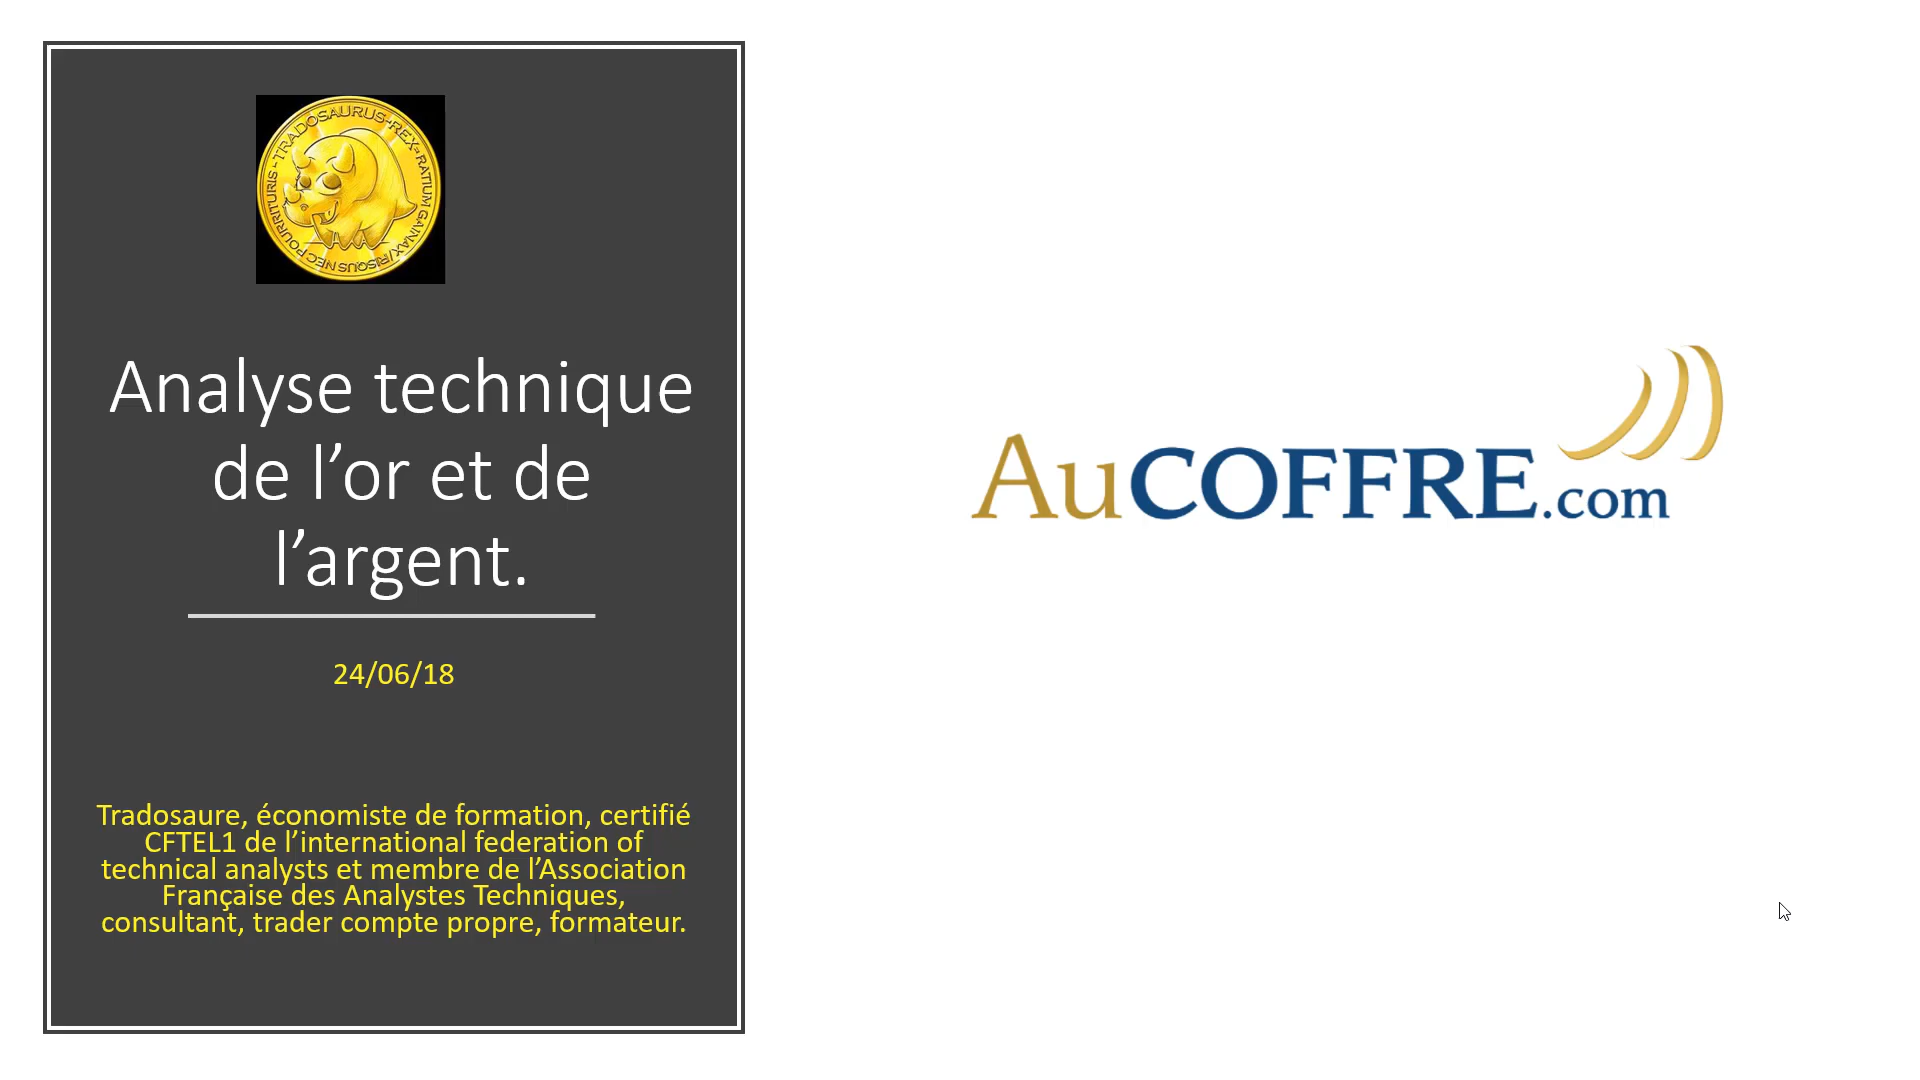 TRADOSAURUS-REX-RATIUM GAINAX/RISQUS NEC POURRITURIS-
Analyse technique
de l’or et de
l’argent.
24/06/18
Tradosaure, économiste de formation, certifié
CFTEL1 de l’international federation of
technical analysts et membre de l’Association
Française des Analystes Techniques,
consultant, trader compte propre, formateur.
AuCOFFRE.com